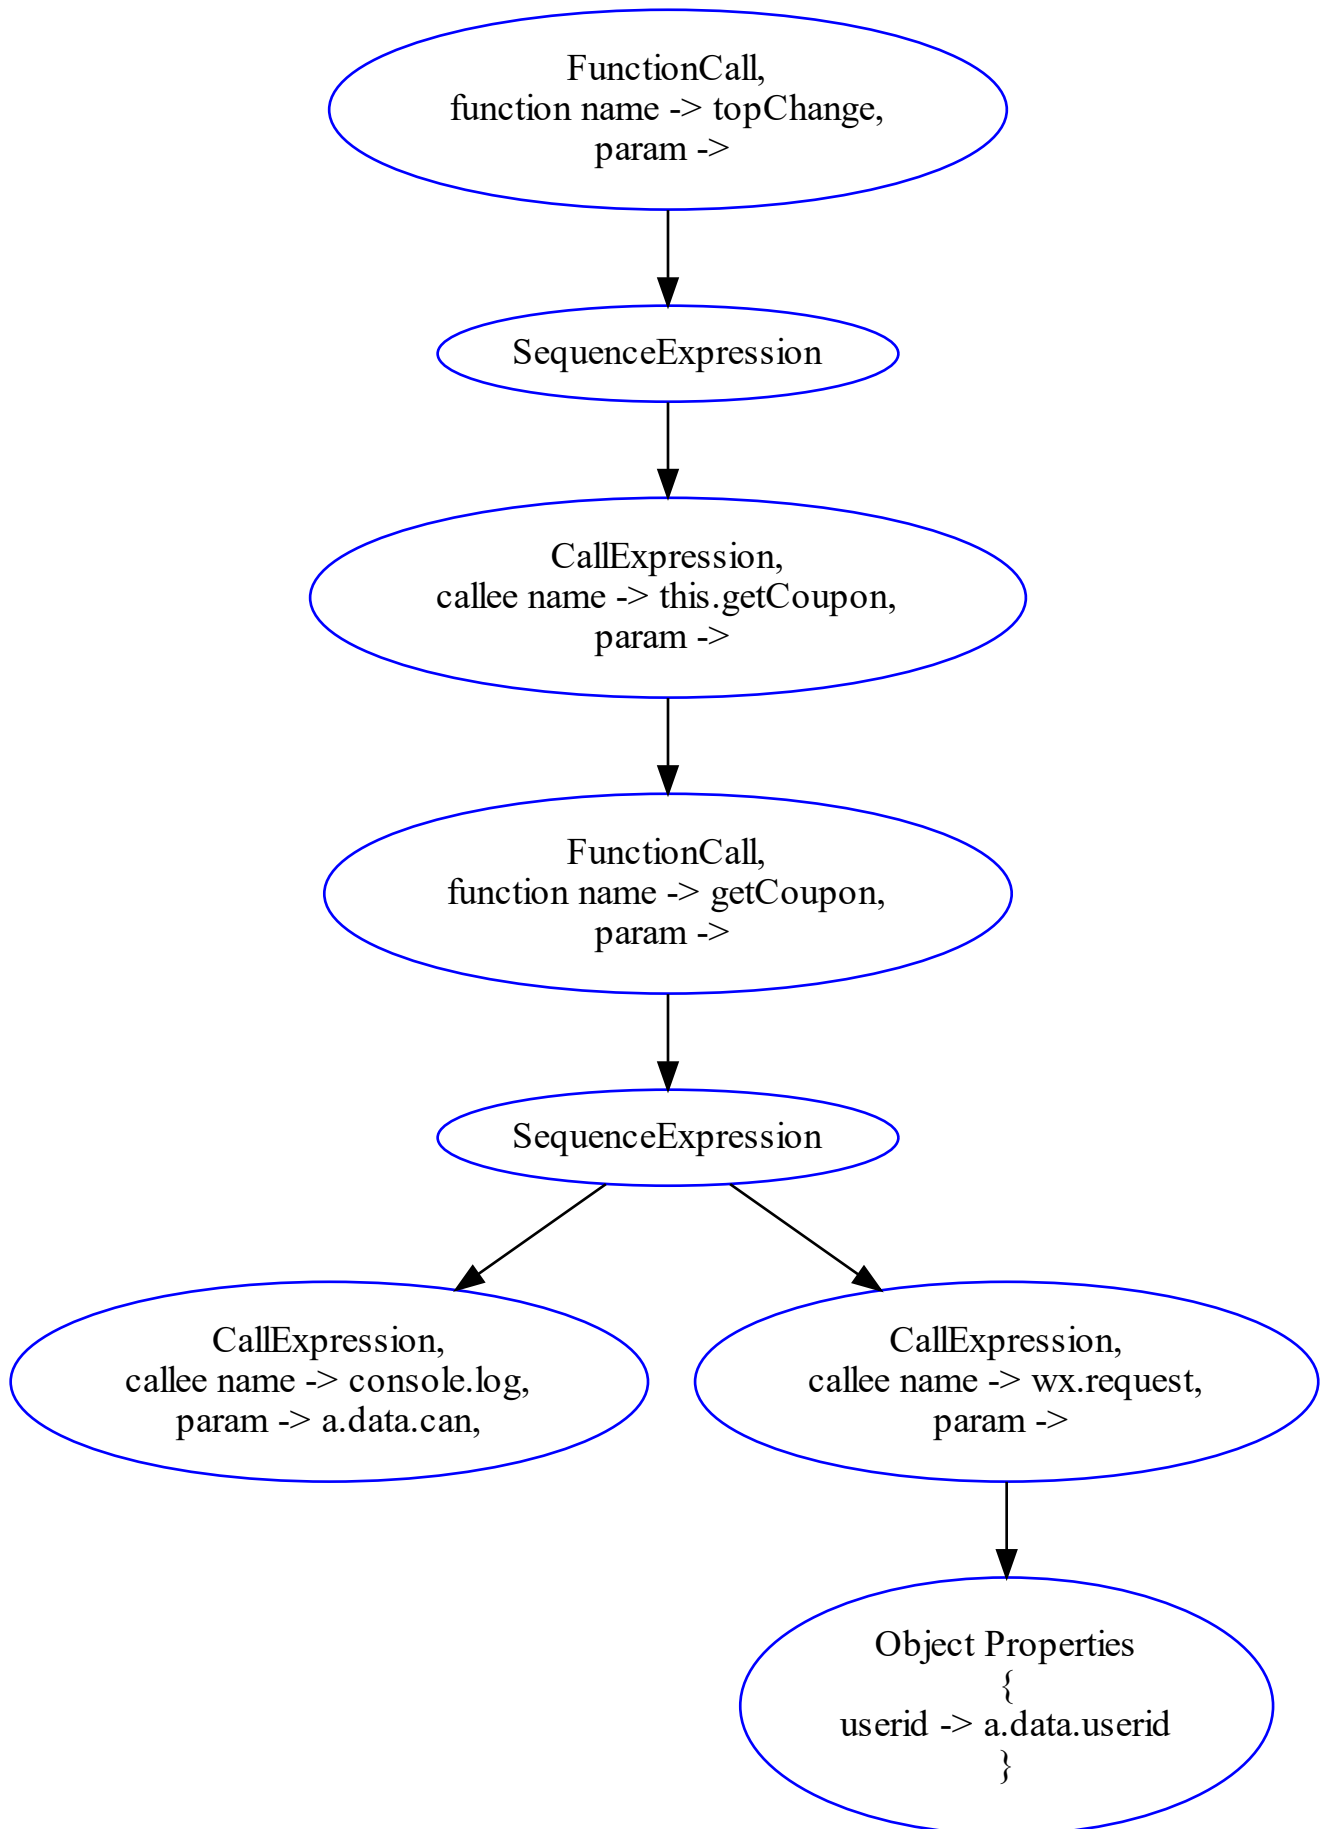 FunctionCall,
function name -> topChange,
param ->
SequenceExpression
CallExpression,
callee name -> this.getCoupon,
param ->
FunctionCall,
function name -> getCoupon,
param ->
SequenceExpression
CallExpression,
callee name -> console.log,
param -> a.data.can,
CallExpression,
callee name -> wx.request,
param ->
Object Properties
{
userid -> a.data.userid
}